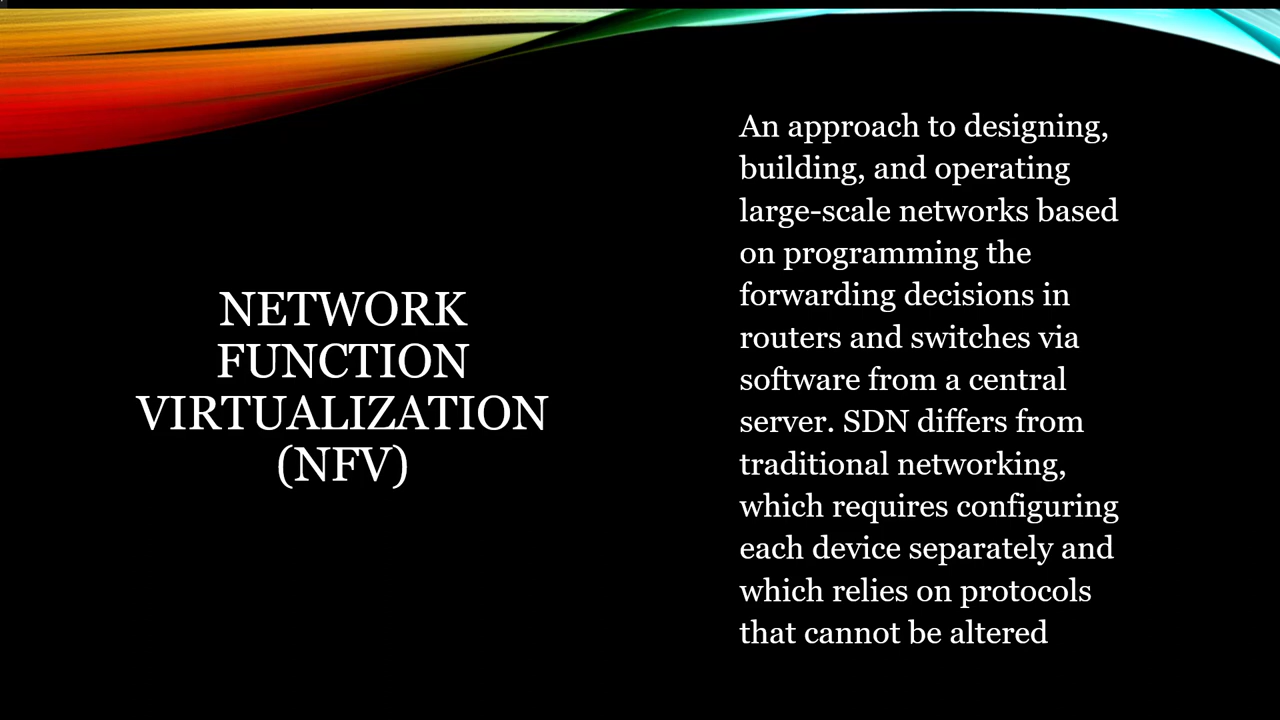 NETWORK
FUNCTION
VIRTUALIZATION
(NFV)
An approach to designing,
building, and operating
large-scale networks based
on programming the
forwarding decisions in
routers and switches via
software from a central
server. SDN differs from
traditional networking,
which requires configuring
each device separately and
which relies on protocols
that cannot be altered